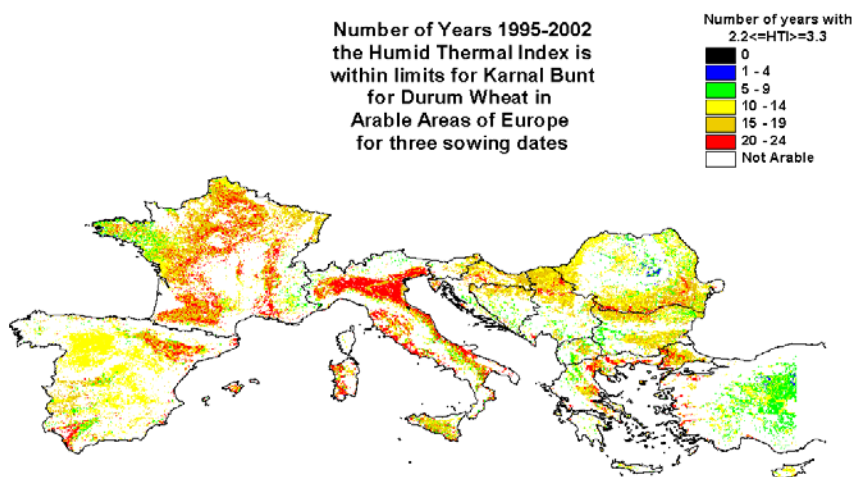 Number of Years 1995-2002
the Humid Thermal Index is
within limits for Karnal Bunt
for Durum Wheat in
Arable Areas of Europe
for three sowing dates
Number of years with
2.2<=HTI>=3.3
0
1 - 4
5 - 9
10 - 14
15 - 19
20 - 24
Not Arable